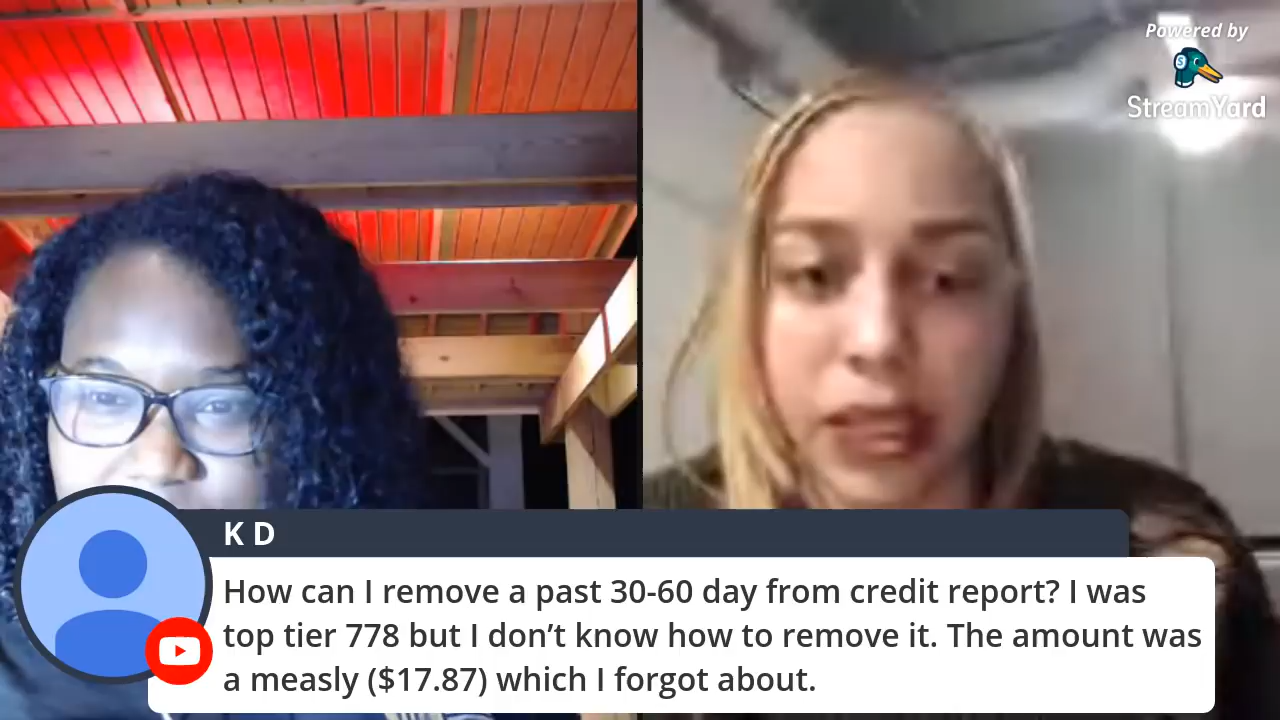 Powered by
StreamYard
K D
How can I remove a past 30-60 day from credit report? I was
top tier 778 but I don’t know how to remove it. The amount was
a measly ($17.87) which I forgot about.